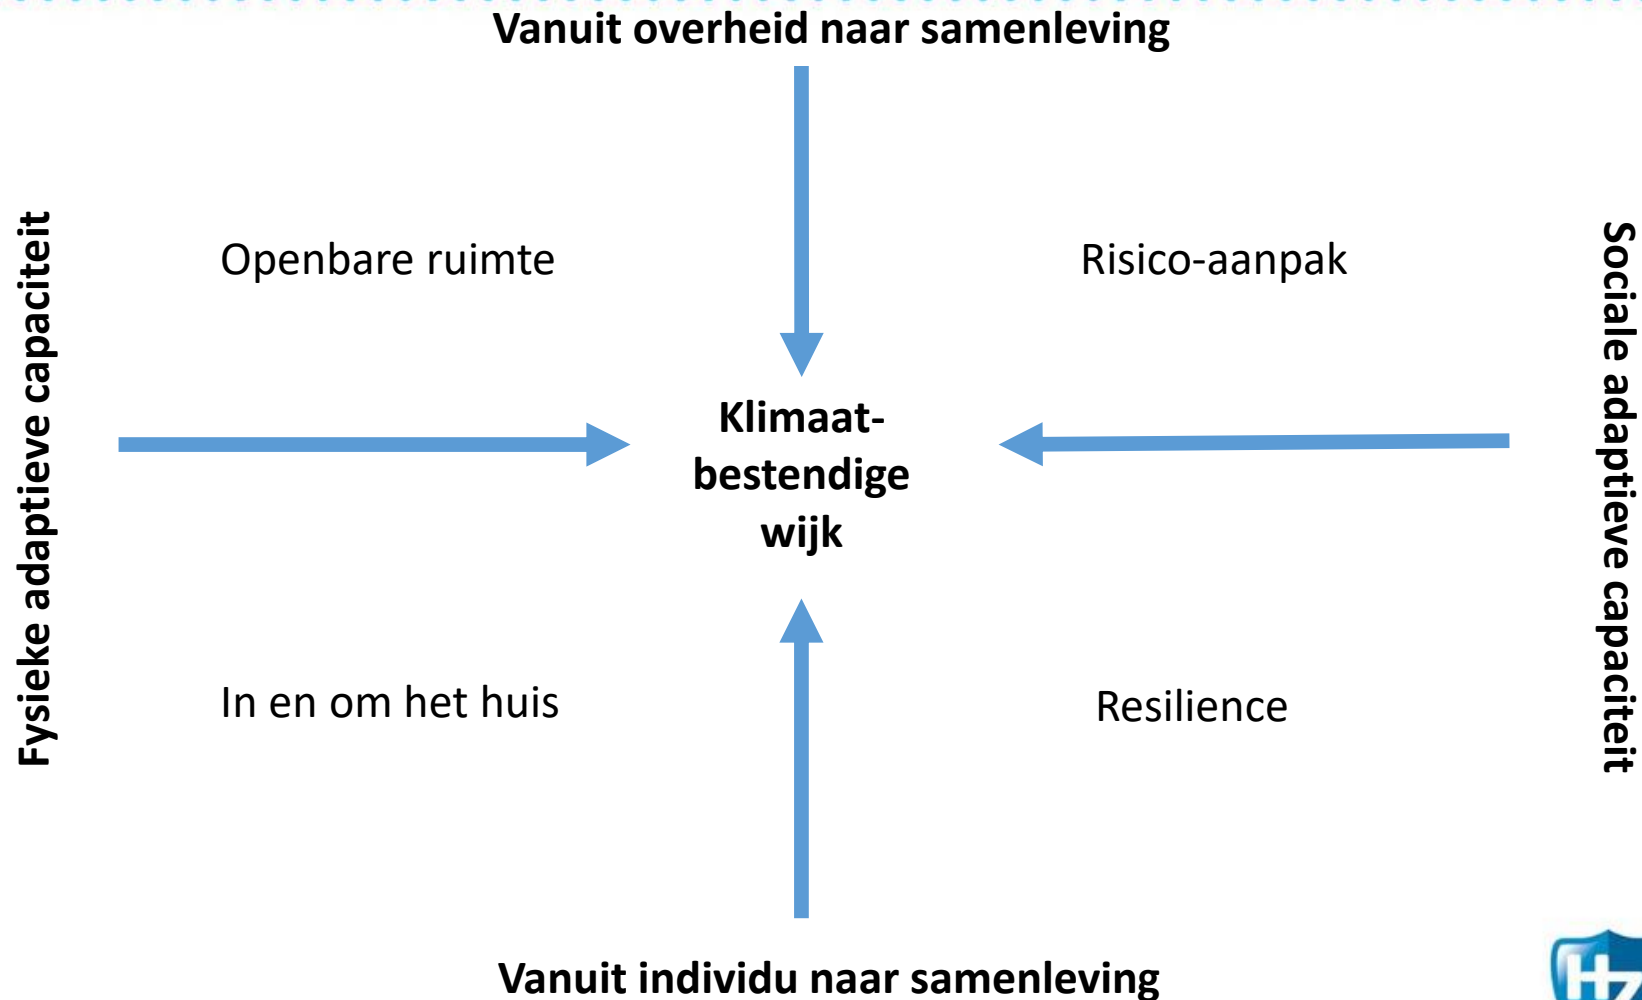 Vanuit overheid naar samenleving
Fysieke adaptieve capaciteit
Openbare ruimte
Risico-aanpak
Sociale adaptieve capaciteit
Klimaat-
bestendige
wijk
In en om het huis
Resilience
Vanuit individu naar samenleving
HZ